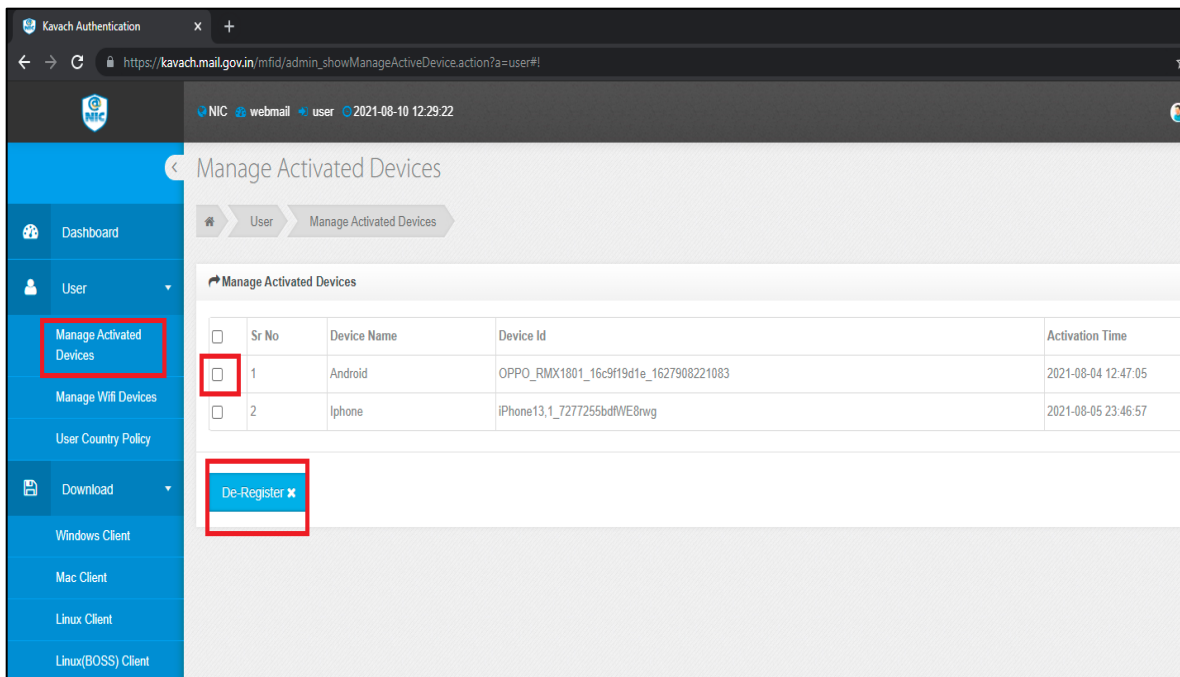 Kavach Authentication
https://kavach.mail.gov.in/mfid/admin_showManageActiveDevice.action?a=user#!
@
NIC
NIC webmail user 2021-08-10 12:29:22
Manage Activated Devices
User Manage Activated Devices
Dashboard
User
Manage Activated
Devices
Manage Wifi Devices
User Country Policy
Download
Windows Client
Mac Client
Linux Client
Linux(BOSS) Client
Manage Activated Devices
Sr No Device Name Device Id Activation Time
1 Android OPPO_RMX1801_16c9f19d1e_1627908221083 2021-08-04 12:47:05
2 Iphone iPhone13,1_7277255bdfWE8rwg 2021-08-05 23:46:57
De-Register